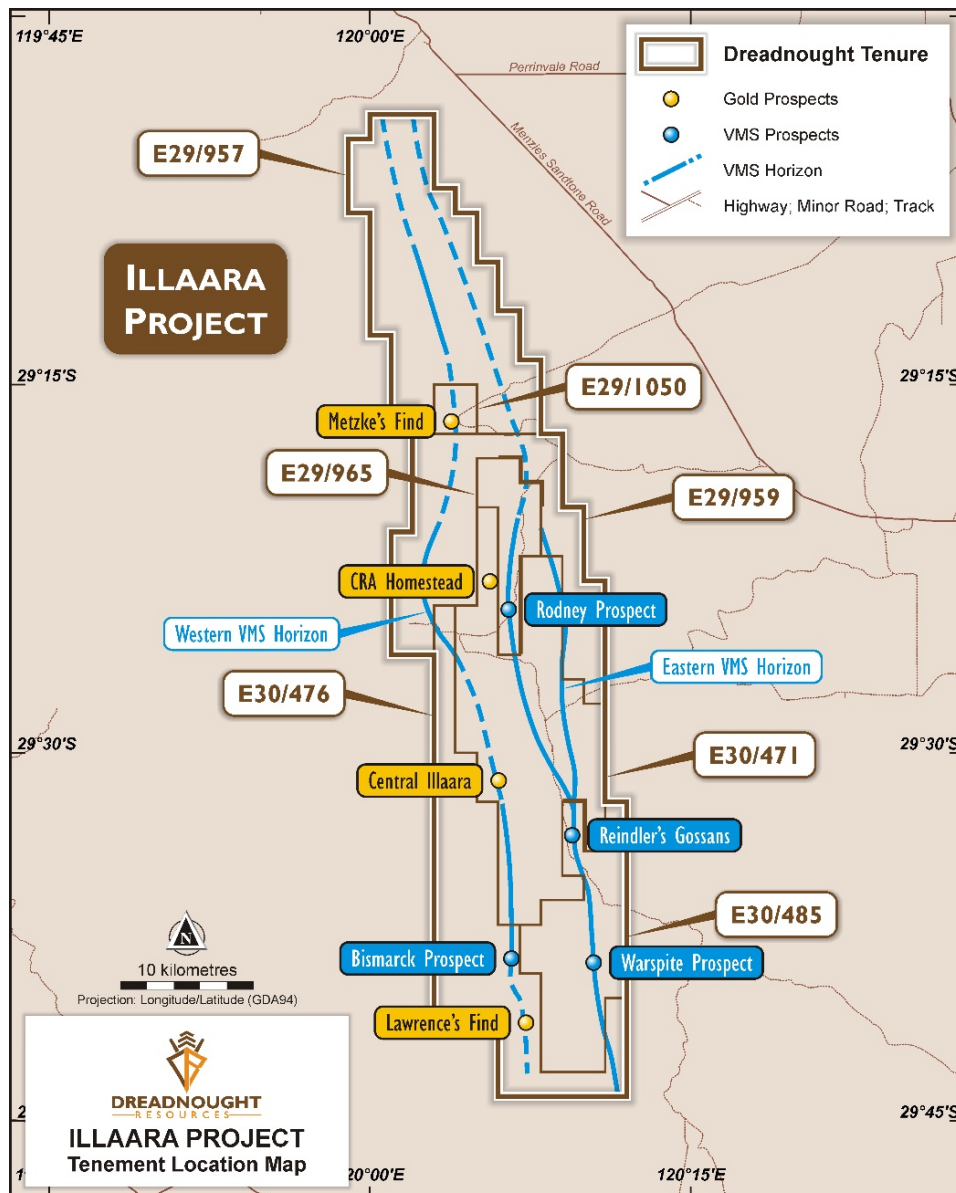 119°45'E
120°00'E
Dreadnought Tenure
Gold Prospects
VMS Prospects
VMS Horizon
Highway; Minor Road; Track
Perrinvale Road
Menzies Sandtone Road
E29/957
ILLAARA
PROJECT
29°15'S
29°15'S
E29/1050
Metzke's Find
E29/965
E29/959
CRA Homestead
Rodney Prospect
Western VMS Horizon
Eastern VMS Horizon
E30/476
29°30'S
29°30'S
E30/471
Central Illaara
Reindler's Gossans
E30/485
N
Bismarck Prospect
Warspite Prospect
10 kilometres
Projection: Longitude/Latitude (GDA94)
Lawrence's Find
DREADNOUGHT
RESOURCES
ILLAARA PROJECT
Tenement Location Map
29°45'S
20°00'E
120°15'E